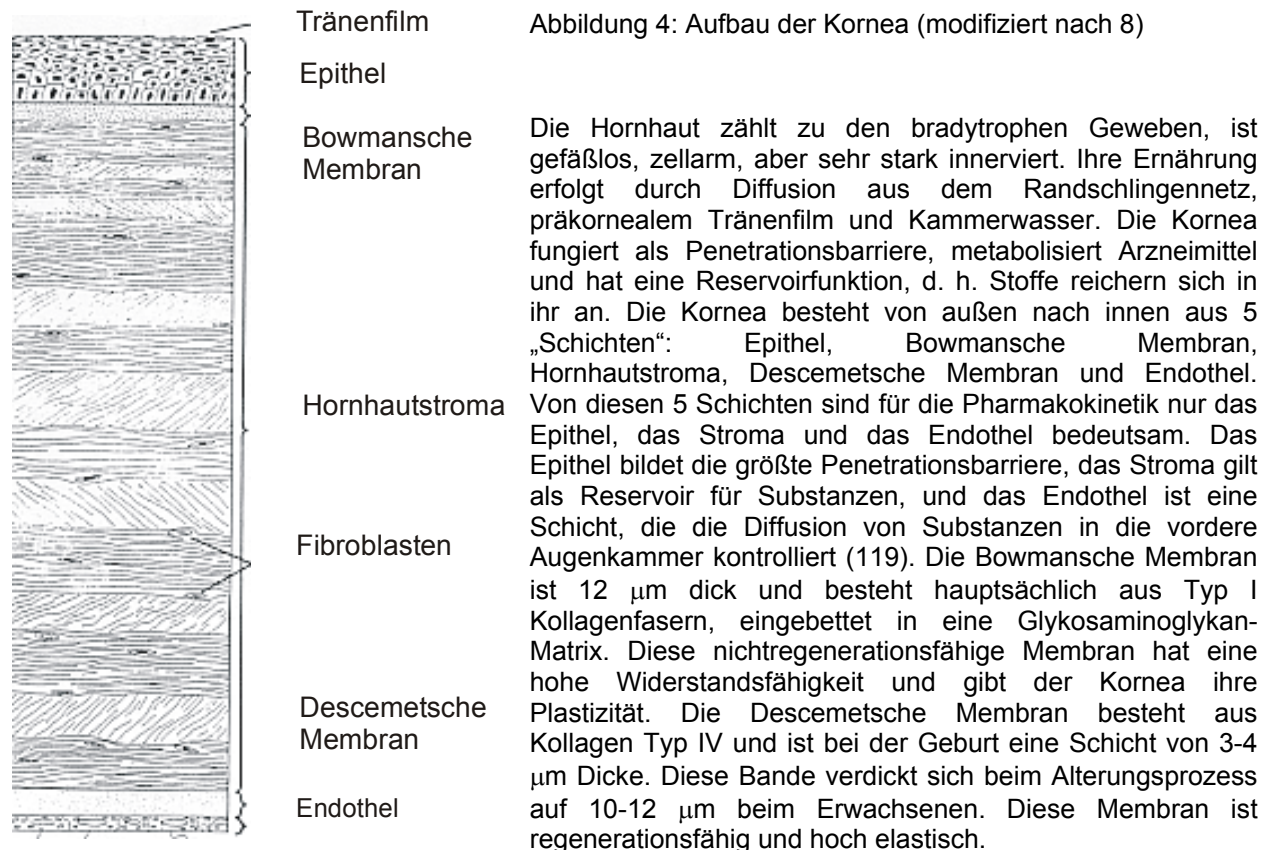 Tränenfilm
Epithel
Bowmansche
Membran
Hornhautstroma
Fibroblasten
Descemetsche
Membran
Endothel
Abbildung 4: Aufbau der Kornea (modifiziert nach 8)
Die Hornhaut zählt zu den bradytrophen Geweben, ist
gefäßlos, zellarm, aber sehr stark innerviert. Ihre Ernährung
erfolgt durch Diffusion aus dem Randschlingennetz,
präkornealem Tränenfilm und Kammerwasser. Die Kornea
fungiert als Penetrationsbarriere, metabolisiert Arzneimittel
und hat eine Reservoirfunktion, d. h. Stoffe reichern sich in
ihr an. Die Kornea besteht von außen nach innen aus 5
„Schichten“: Epithel, Bowmansche Membran,
Hornhautstroma, Descemetsche Membran und Endothel.
Von diesen 5 Schichten sind für die Pharmakokinetik nur das
Epithel, das Stroma und das Endothel bedeutsam. Das
Epithel bildet die größte Penetrationsbarriere, das Stroma gilt
als Reservoir für Substanzen, und das Endothel ist eine
Schicht, die die Diffusion von Substanzen in die vordere
Augenkammer kontrolliert (119). Die Bowmansche Membran
ist 12 μm dick und besteht hauptsächlich aus Typ I
Kollagenfasern, eingebettet in eine Glykosaminoglykan-
Matrix. Diese nichtregenerationsfähige Membran hat eine
hohe Widerstandsfähigkeit und gibt der Kornea ihre
Plastizität. Die Descemetsche Membran besteht aus
Kollagen Typ IV und ist bei der Geburt eine Schicht von 3-4
μm Dicke. Diese Bande verdickt sich beim Alterungsprozess
auf 10-12 μm beim Erwachsenen. Diese Membran ist
regenerationsfähig und hoch elastisch.